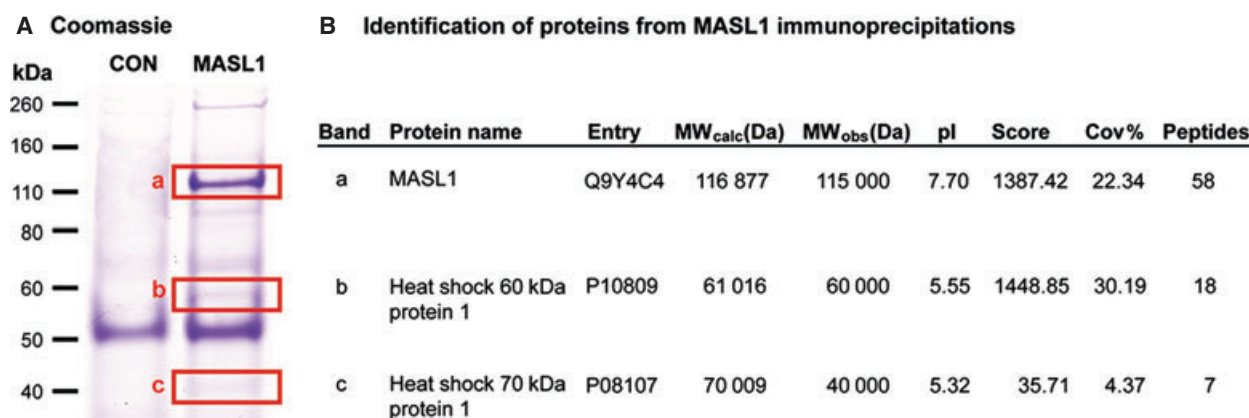 A Coomassie
kDa
CON MASL1
260
160
a
110
80
60
b
50
c
40
B Identification of proteins from MASL1 immunoprecipitations
Band Protein name Entry MWcalc(Da) MWobs(Da) pI Score Cov% Peptides
a MASL1 Q9Y4C4 116 877 115 000 7.70 1387.42 22.34 58
b Heat shock 60 kDa P10809 61 016 60 000 5.55 1448.85 30.19 18
protein 1
c Heat shock 70 kDa P08107 70 009 40 000 5.32 35.71 4.37 7
protein 1